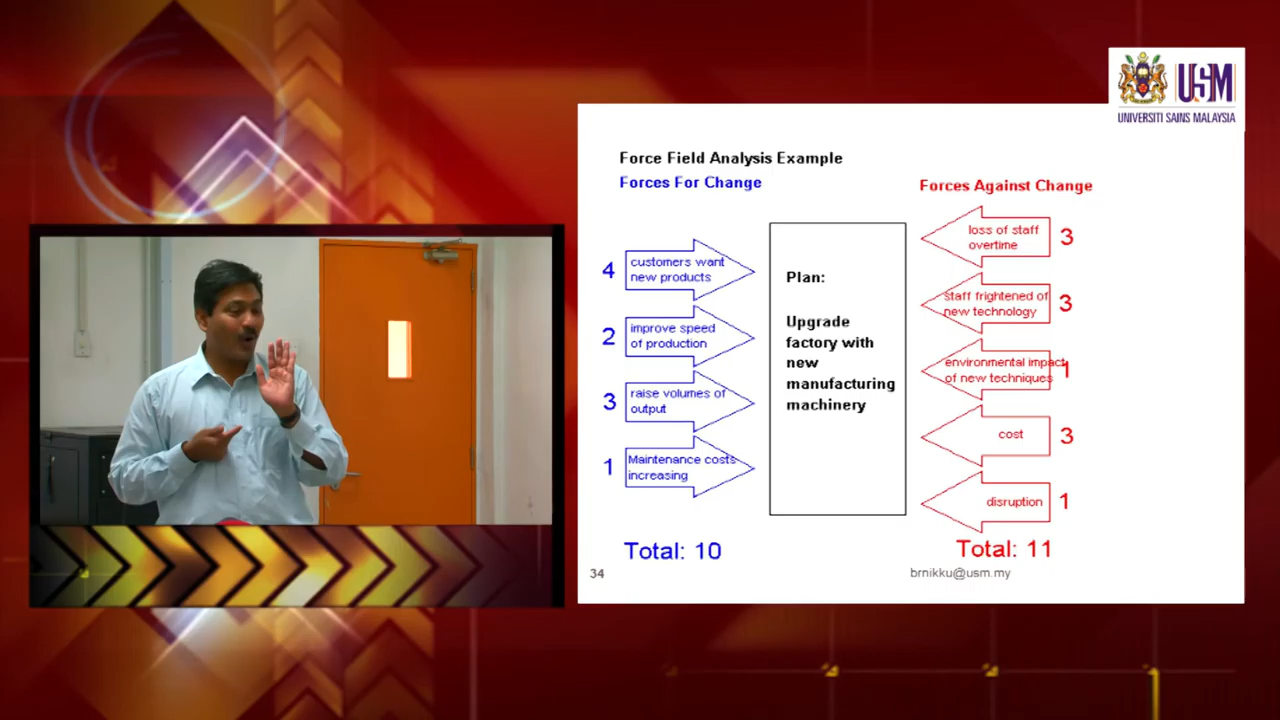 USM
UNIVERSITI SAINS MALAYSIA
Force Field Analysis Example
Forces For Change
Forces Against Change
4
customers want
new products
2
improve speed
of production
3
raise volumes of
output
1
Maintenance costs
increasing
Total: 10
Plan:
Upgrade
factory with
new
manufacturing
machinery
loss of staff
overtime
3
staff frightened of
new technology
3
environmental impact
of new techniques
1
cost
3
disruption
1
Total: 11
34
brnikku@usm.my